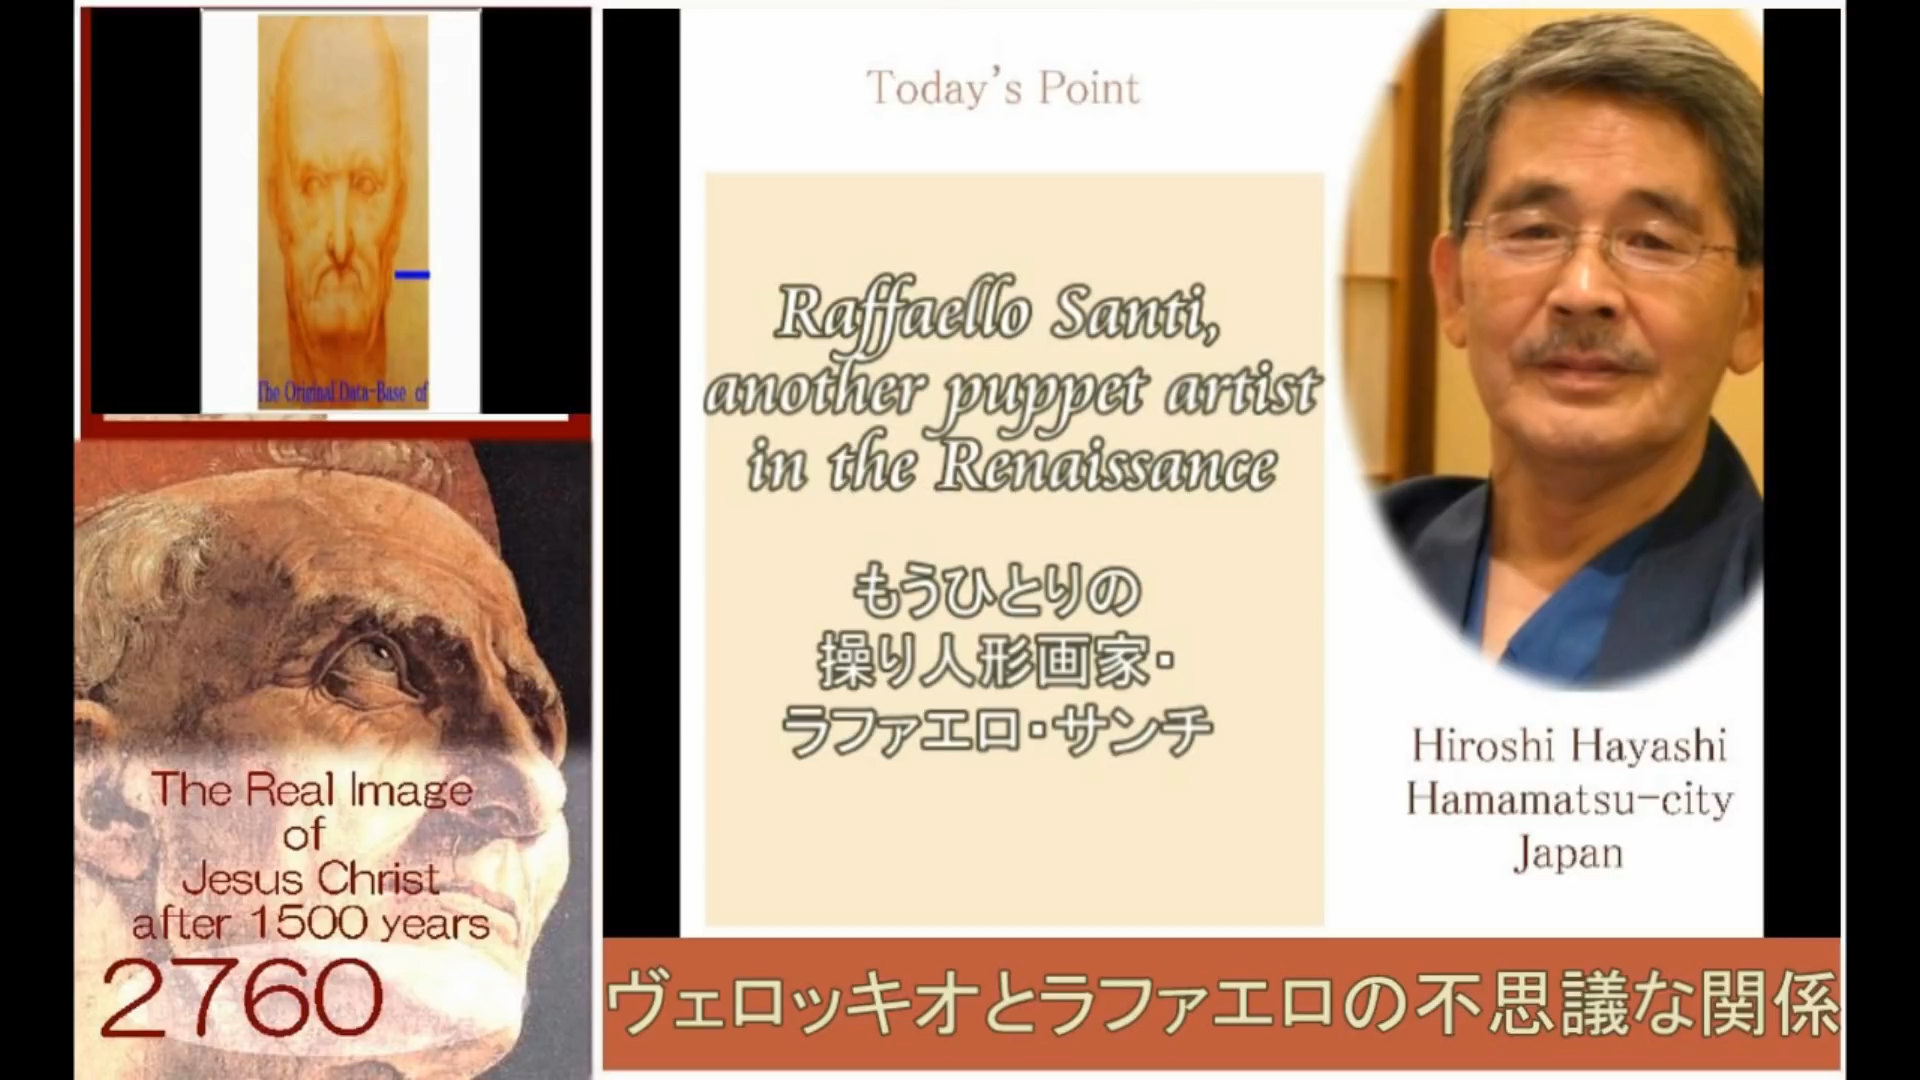 The Original Data-Base of
The Real Image
of
Jesus Christ
after 1500 years
2760
Today's Point
Raffaello Santi,
another puppet artist
in the Renaissance
もうひとりの
操り人形画家・
ラファエロ・サンチ
Hiroshi Hayashi
Hamamatsu-city
Japan
ヴェロッキオとラファエロの不思議な関係